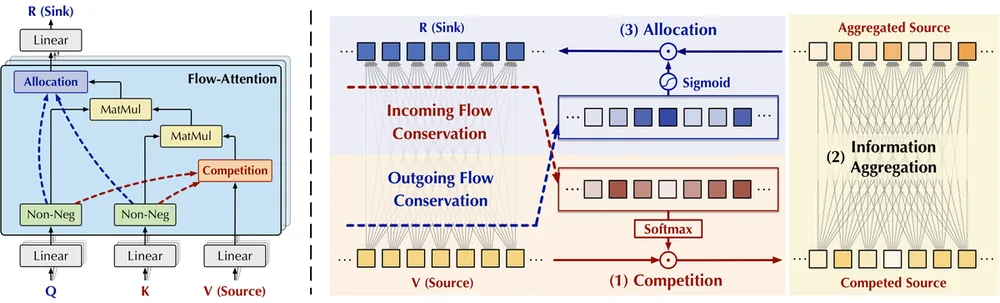 R (Sink)
Linear
Flow-Attention
Allocation
MatMul
MatMul
Competition
Non-Neg
Non-Neg
Linear
Linear
Linear
Q
K
V (Source)
R (Sink)
(3) Allocation
Aggregated Source
Sigmoid
Incoming Flow
Conservation
Outgoing Flow
Conservation
(2)
Information
Aggregation
Softmax
V (Source)
(1) Competition
Competed Source